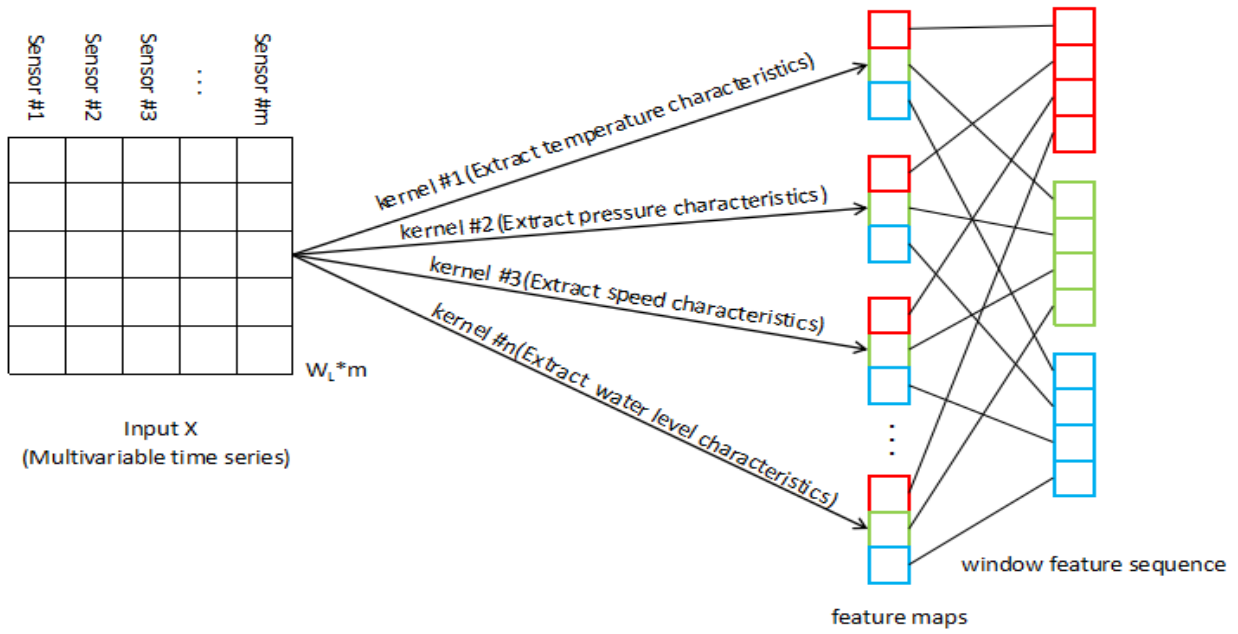 Sensor #1
Sensor #2
Sensor #3
...
Sensor #m
kernel #1(Extract temperature characteristics)
kernel #2(Extract pressure characteristics)
kernel #3(Extract speed characteristics)
kernel #n(Extract water level characteristics)
W_L*m
Input X
(Multivariable time series)
...
window feature sequence
feature maps